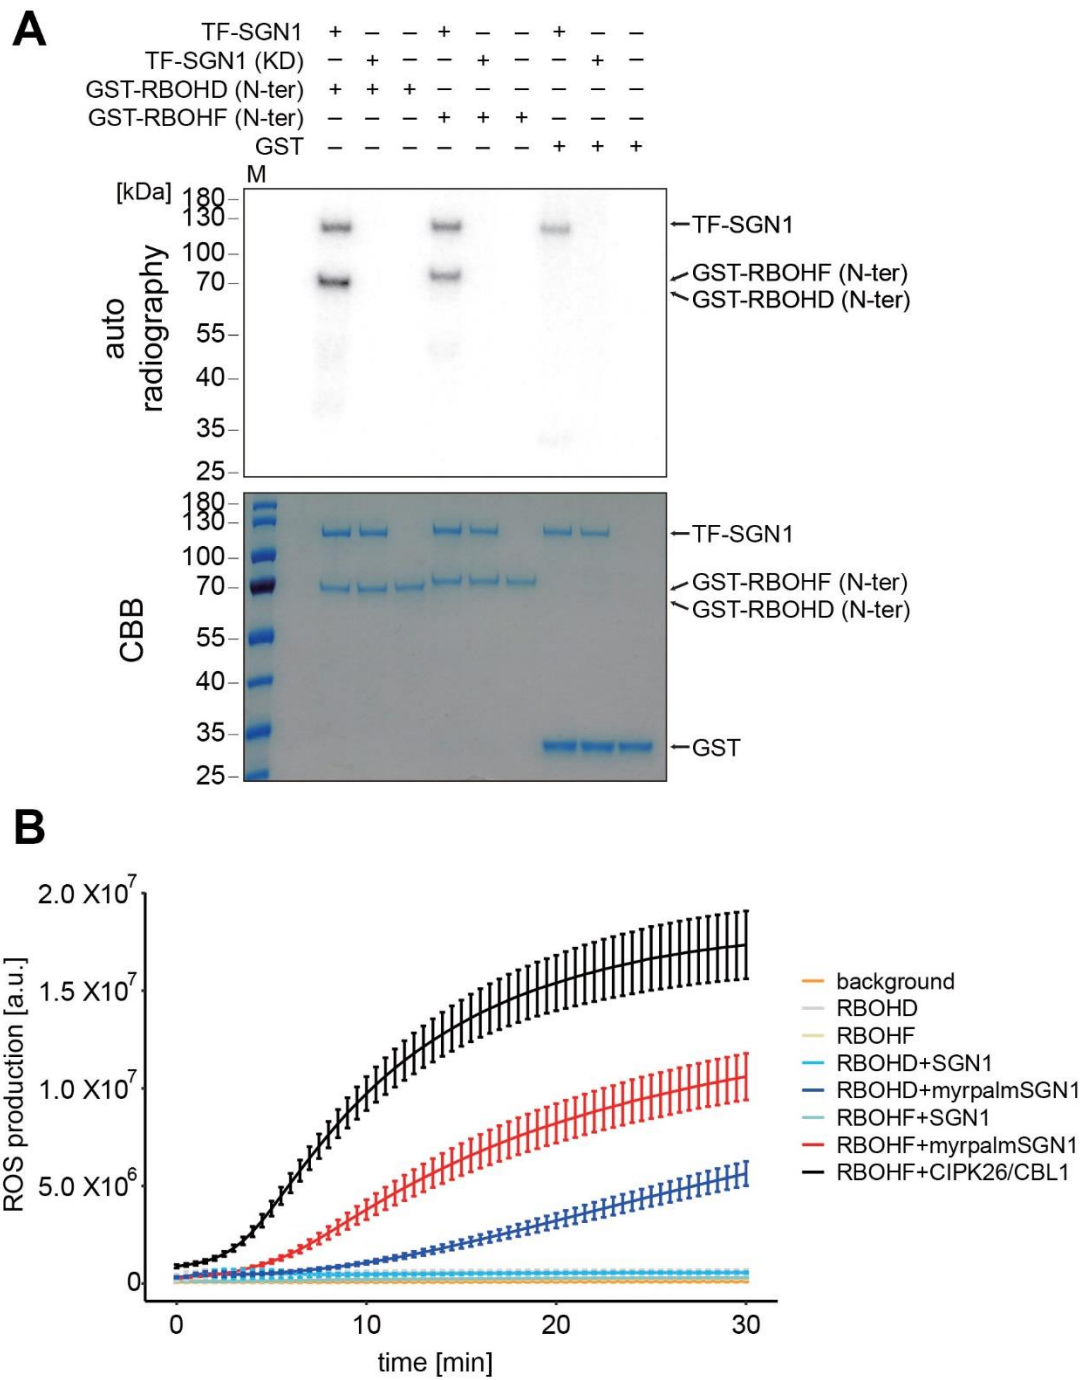 A
TF-SGN1 + – – + – – + – –
TF-SGN1 (KD) – + – – + – – + –
GST-RBOHD (N-ter) + + + – – – – – –
GST-RBOHF (N-ter) – – – + + + – – –
GST – – – – – – + + +
M
[kDa]
180
130
100
70
55
40
35
25
auto
radiography
TF-SGN1
GST-RBOHF (N-ter)
GST-RBOHD (N-ter)
180
130
100
70
55
40
35
25
CBB
TF-SGN1
GST-RBOHF (N-ter)
GST-RBOHD (N-ter)
GST
B
ROS production [a.u.]
2.0 X10⁷
1.5 X10⁷
1.0 X10⁷
5.0 X10⁶
0
0 10 20 30
time [min]
background
RBOHD
RBOHF
RBOHD+SGN1
RBOHD+myrpalmSGN1
RBOHF+SGN1
RBOHF+myrpalmSGN1
RBOHF+CIPK26/CBL1